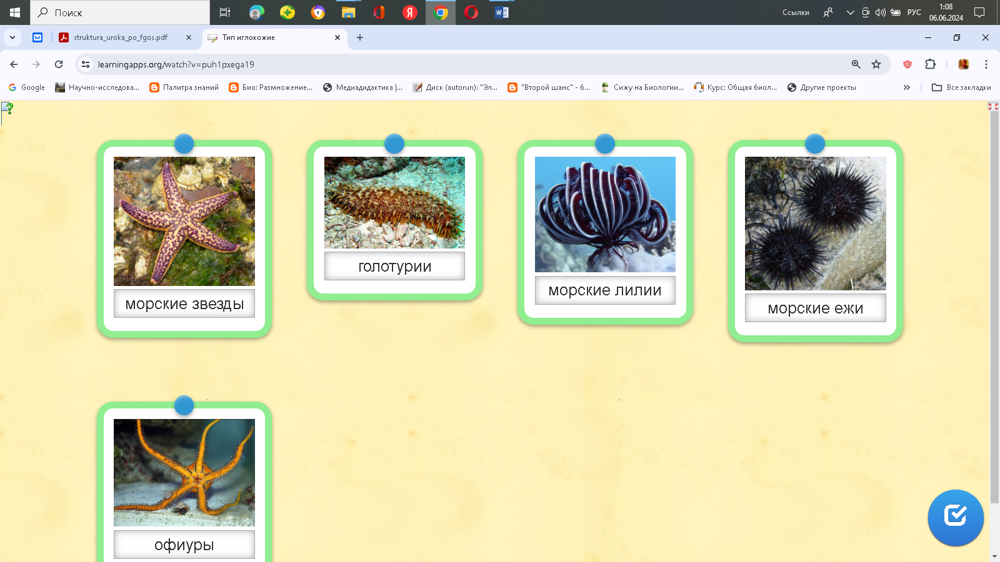 Поиск
Ссылки
РУС
1:08
06.06.2024
struktura_uroka_po_fgos.pdf
Тип иглокожие
learningapps.org/watch?v=puh1pxega19
Google
Научно-исследова...
Палитра знаний
Био: Размножение...
Медиадидактика |...
Диск (autorun): "Эл...
"Второй шанс" - б...
Сижу на Биологии...
Курс: Общая биол...
Другие проекты
Все закладки
морские звезды
голотурии
морские лилии
морские ежи
офиуры